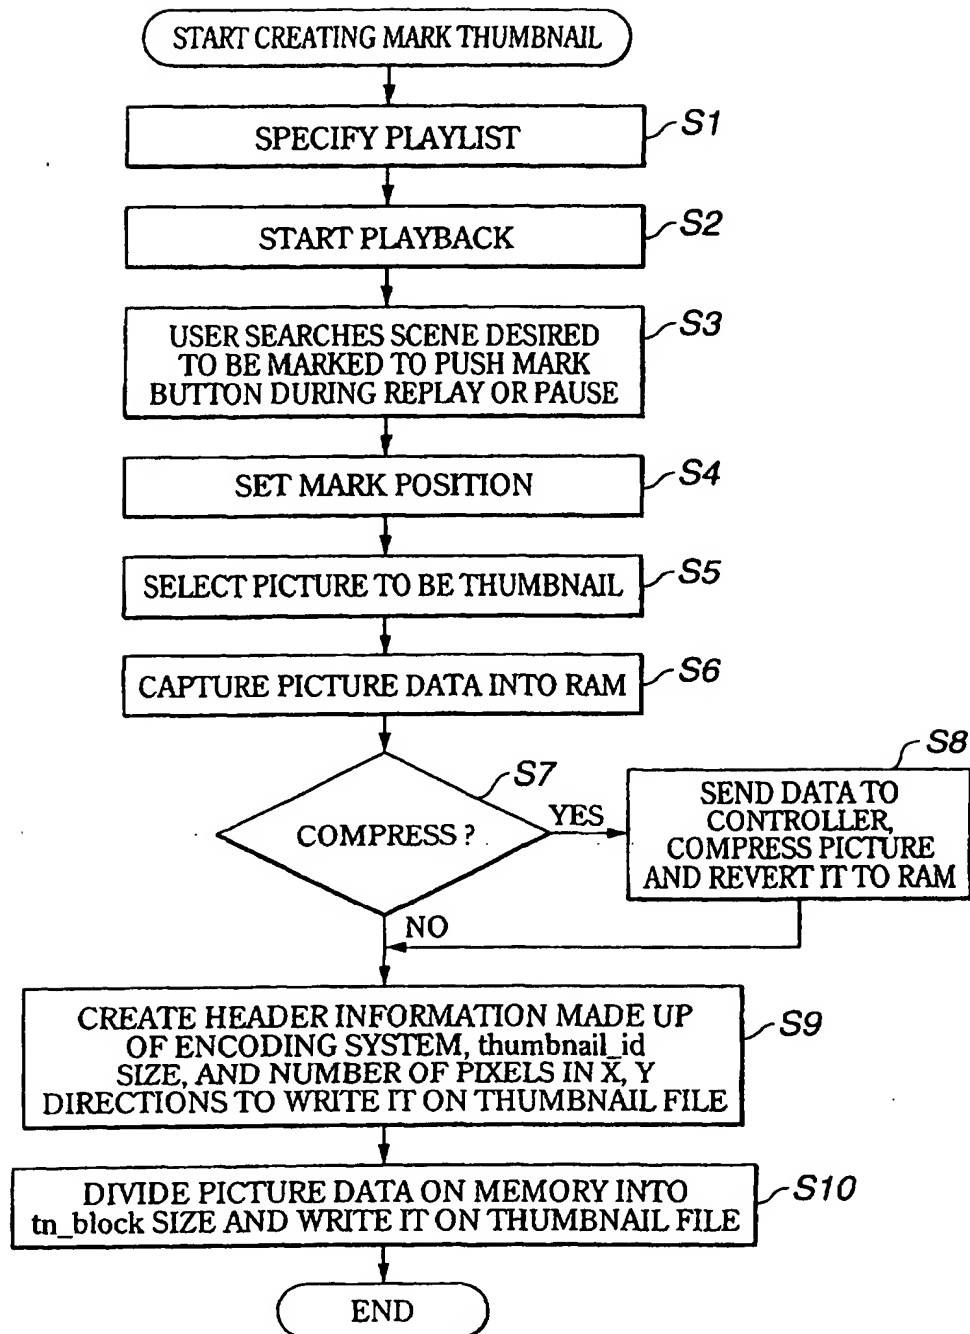 START CREATING MARK THUMBNAIL
SPECIFY PLAYLIST
S1
START PLAYBACK
S2
USER SEARCHES SCENE DESIRED
TO BE MARKED TO PUSH MARK
BUTTON DURING REPLAY OR PAUSE
S3
SET MARK POSITION
S4
SELECT PICTURE TO BE THUMBNAIL
S5
CAPTURE PICTURE DATA INTO RAM
S6
COMPRESS ?
S7
YES
SEND DATA TO
CONTROLLER,
COMPRESS PICTURE
AND REVERT IT TO RAM
S8
NO
CREATE HEADER INFORMATION MADE UP
OF ENCODING SYSTEM, thumbnail_id
SIZE, AND NUMBER OF PIXELS IN X, Y
DIRECTIONS TO WRITE IT ON THUMBNAIL FILE
S9
DIVIDE PICTURE DATA ON MEMORY INTO
tn_block SIZE AND WRITE IT ON THUMBNAIL FILE
S10
END